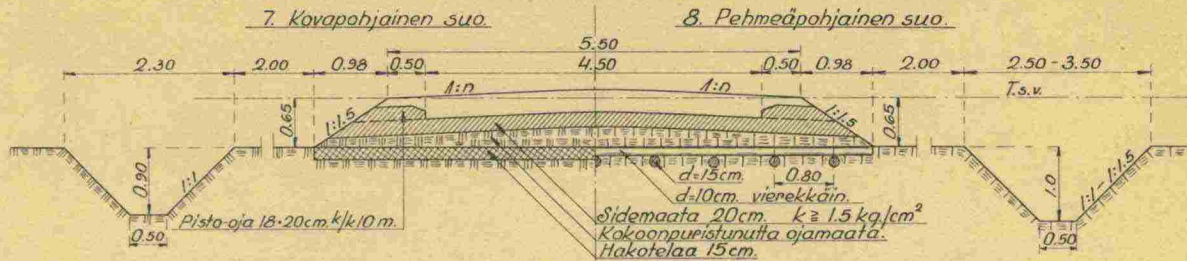 7. Kovapohjainen suo.
8. Pehmeäpohjainen suo.
5.50
2.30
2.00
0.98
0.50
4.50
0.50
0.98
2.00
2.50 - 3.50
1:n
1:n
T.s.v.
0.65
1:1.5
1:1.5
0.65
0.90
1:1
d=15cm.
0.80
1.0
1:1 - 1:1.5
d=10cm. vierekkäin.
Pisto-oja 18·20cm k/k 10 m.
Sidemaata 20cm. k ≥ 1.5 kg/cm²
0.50
Kokoonpuristunutta ojamaata.
0.50
Hakotelaa 15cm.